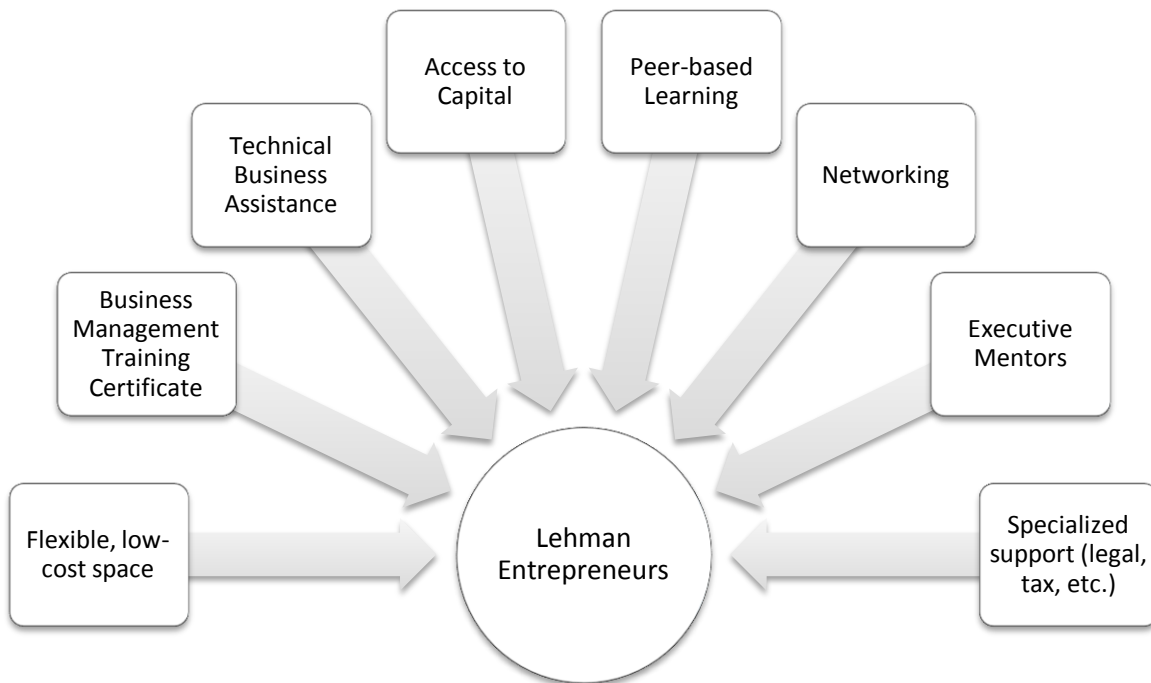 Access to
Capital
Peer-based
Learning
Technical
Business
Assistance
Networking
Business
Management
Training
Certificate
Executive
Mentors
Flexible, low-
cost space
Lehman
Entrepreneurs
Specialized
support (legal,
tax, etc.)